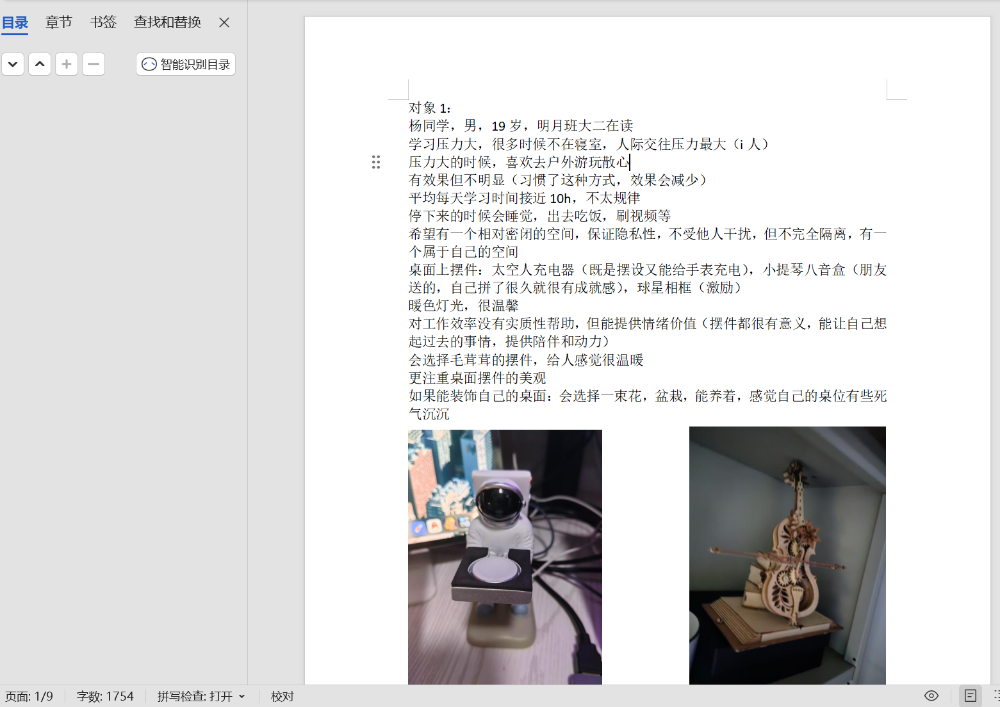 目录 章节 书签 查找和替换
智能识别目录
对象 1：
杨同学，男，19 岁，明月班大二在读
学习压力大，很多时候不在寝室，人际交往压力最大（i 人）
压力大的时候，喜欢去户外游玩散心
有效果但不明显（习惯了这种方式，效果会减少）
平均每天学习时间接近 10h，不太规律
停下来的时候会睡觉，出去吃饭，刷视频等
希望有一个相对密闭的空间，保证隐私性，不受他人干扰，但不完全隔离，有一
个属于自己的空间
桌面上摆件：太空人充电器（既是摆设又能给手表充电），小提琴八音盒（朋友
送的，自己拼了很久就很有成就感），球星相框（激励）
暖色灯光，很温馨
对工作效率没有实质性帮助，但能提供情绪价值（摆件都很有意义，能让自己想
起过去的事情，提供陪伴和动力）
会选择毛茸茸的摆件，给人感觉很温暖
更注重桌面摆件的美观
如果能装饰自己的桌面：会选择一束花，盆栽，能养着，感觉自己的桌位有些死
气沉沉
页面: 1/9 字数: 1754 拼写检查: 打开 校对